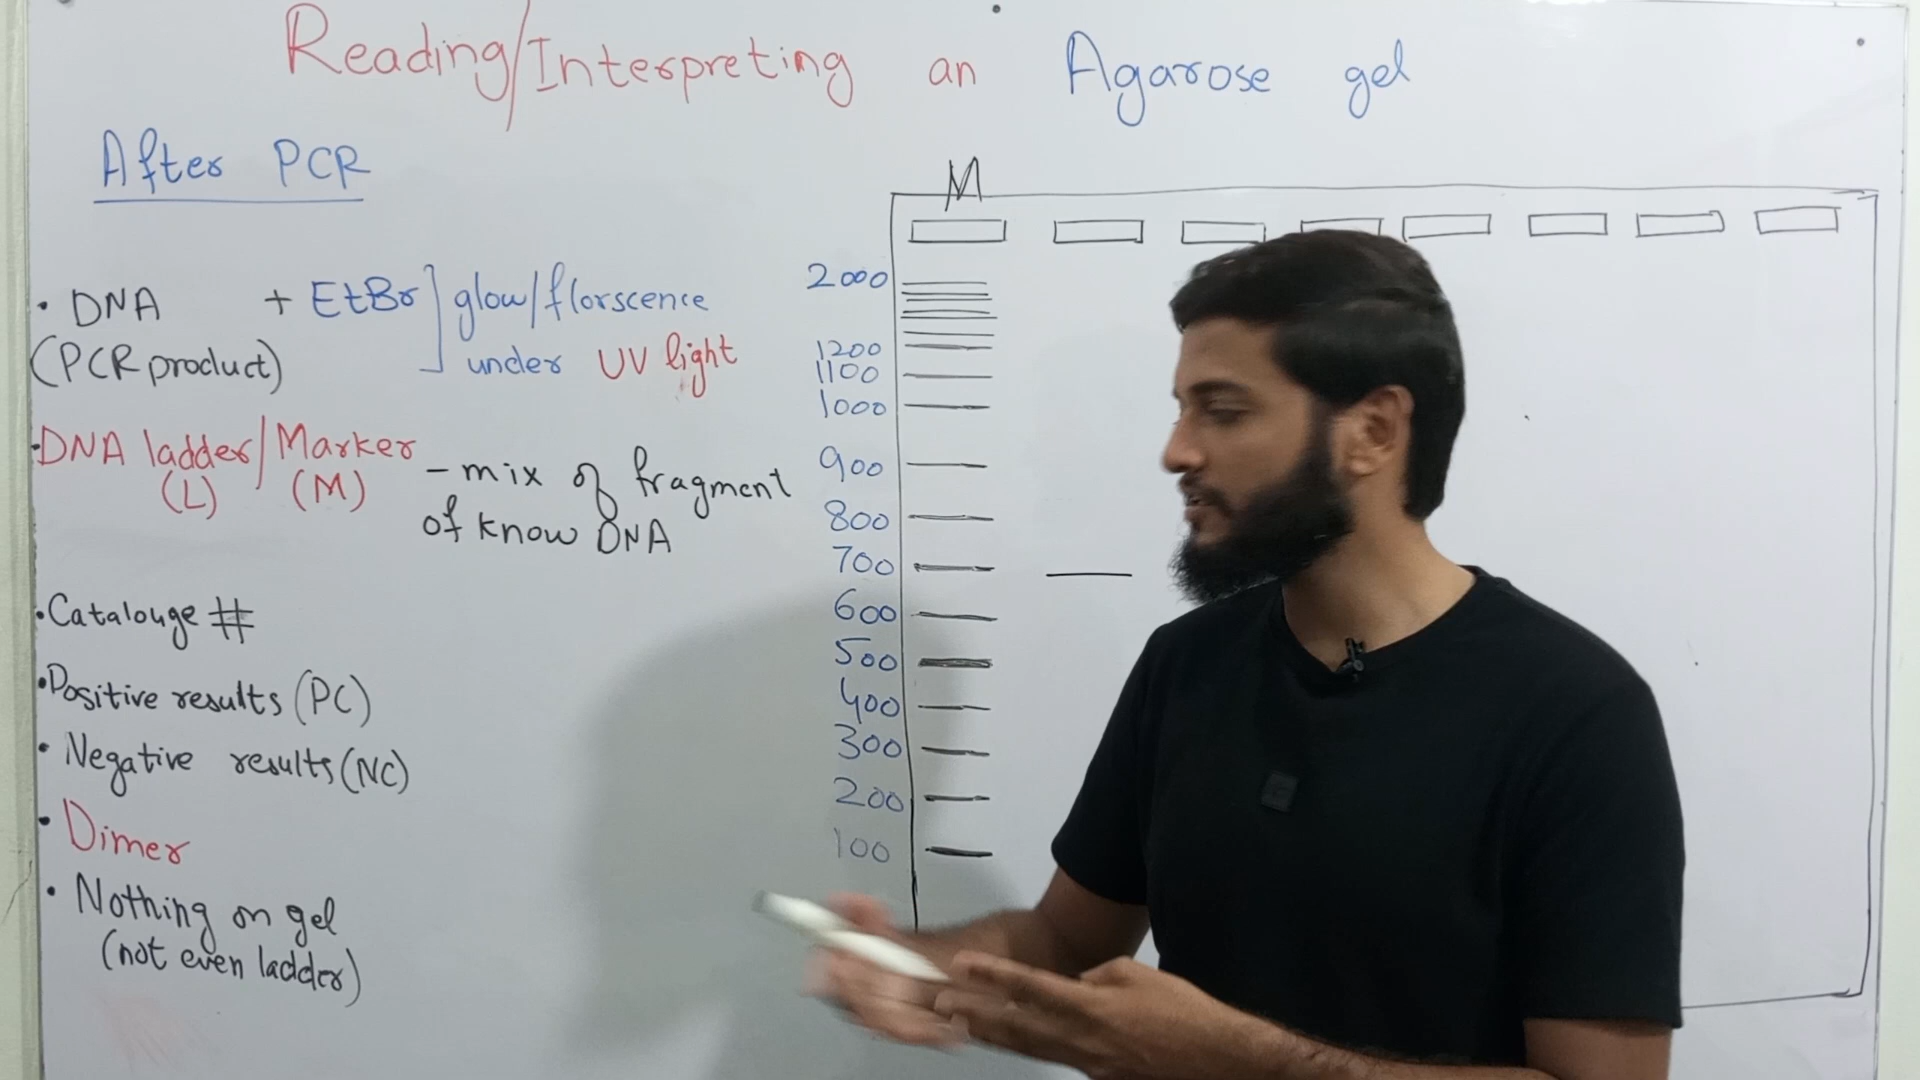 Reading/Interpreting an Agarose gel
After PCR
M
• DNA + EtBr] glow/florscence
(PCR product) under UV light
• DNA ladder/Marker
(L) (M)
- mix of fragment
of know DNA
• Catalouge #
• Positive results (PC)
• Negative results (NC)
• Dimer
• Nothing on gel
(not even ladder)
2000
1200
1100
1000
900
800
700
600
500
400
300
200
100